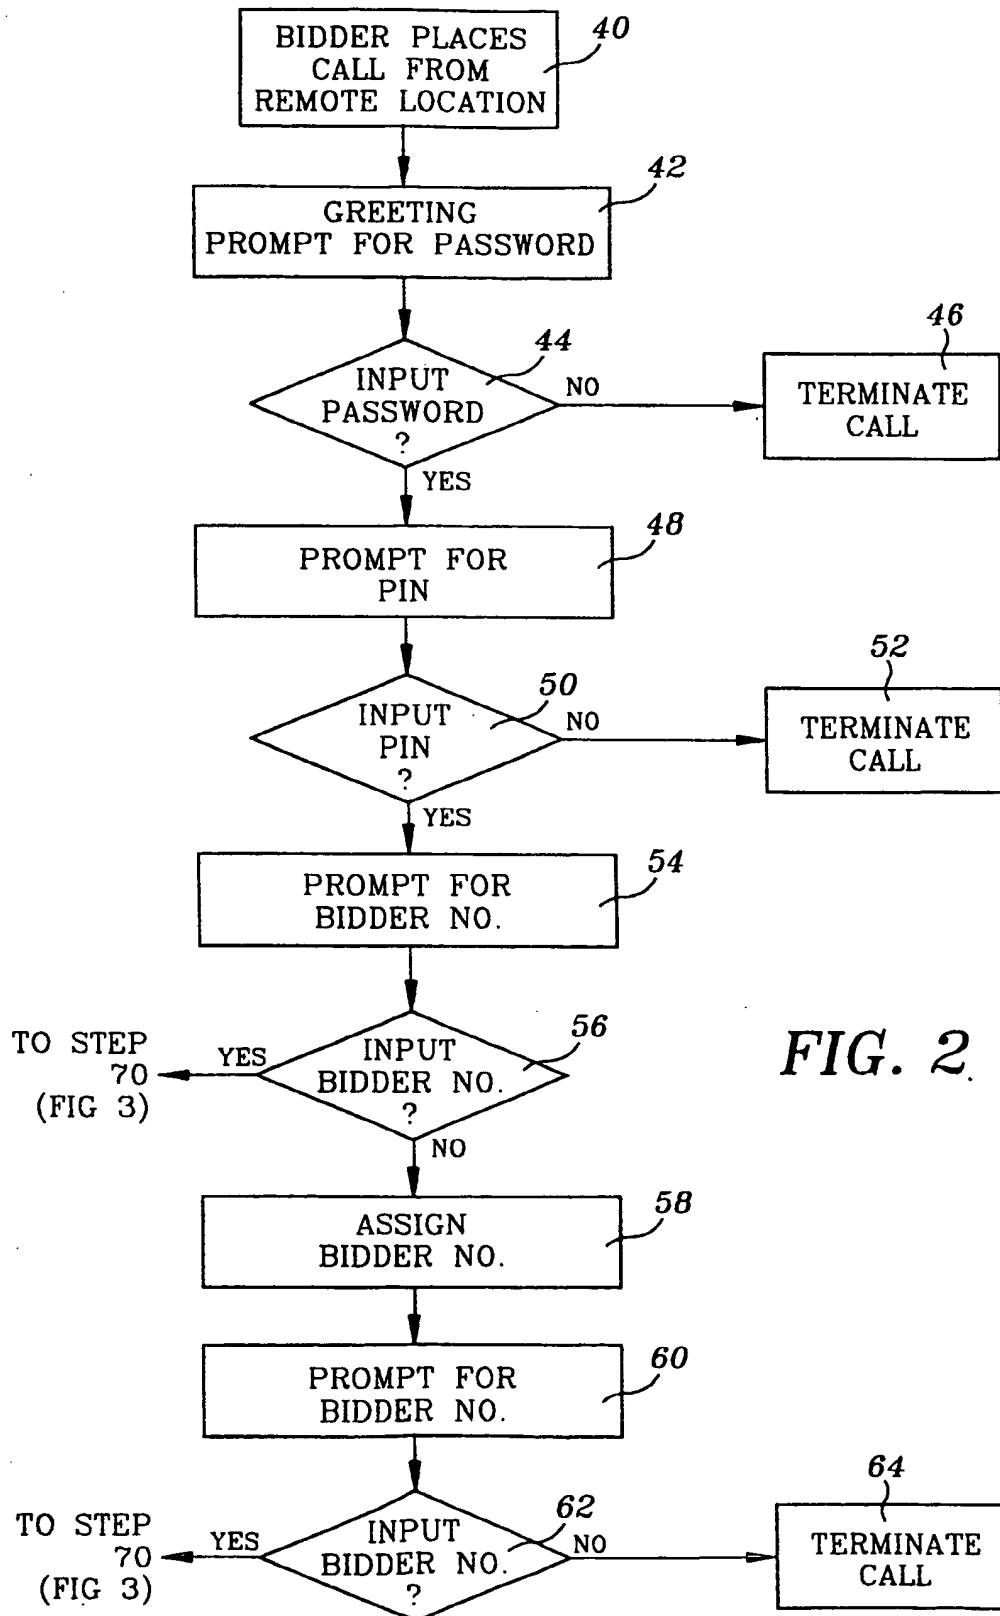 BIDDER PLACES
CALL FROM
REMOTE LOCATION
40
GREETING
PROMPT FOR PASSWORD
42
INPUT
PASSWORD
?
44
NO
TERMINATE
CALL
46
YES
PROMPT FOR
PIN
48
INPUT
PIN
?
50
NO
TERMINATE
CALL
52
YES
PROMPT FOR
BIDDER NO.
54
INPUT
BIDDER NO.
?
56
YES
TO STEP
70
(FIG 3)
FIG. 2
NO
ASSIGN
BIDDER NO.
58
PROMPT FOR
BIDDER NO.
60
INPUT
BIDDER NO.
?
62
YES
TO STEP
70
(FIG 3)
NO
TERMINATE
CALL
64